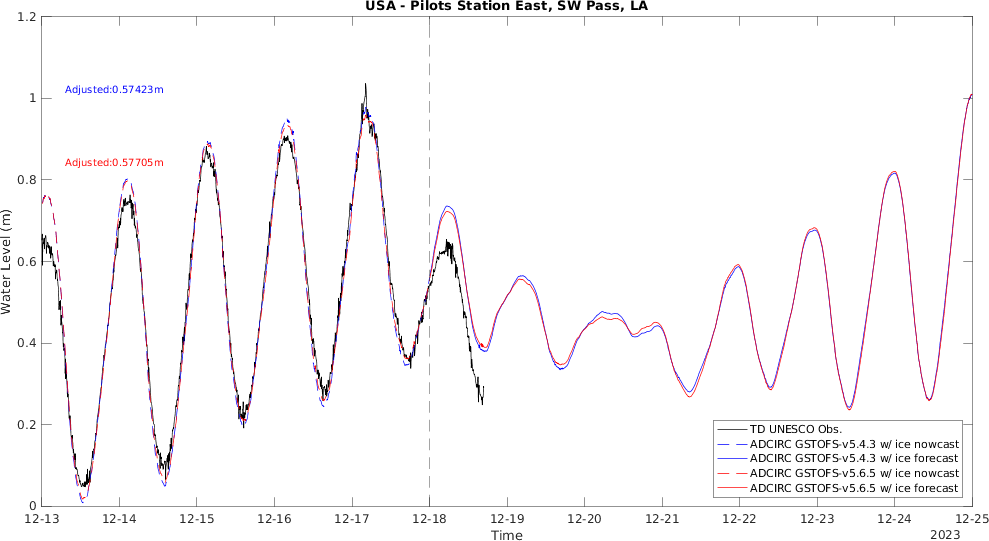 USA - Pilots Station East, SW Pass, LA
1.2
1
0.8
0.6
0.4
0.2
0
Water Level (m)
Adjusted:0.57423m
Adjusted:0.57705m
TD UNESCO Obs.
ADCIRC GSTOFS-v5.4.3 w/ ice nowcast
ADCIRC GSTOFS-v5.4.3 w/ ice forecast
ADCIRC GSTOFS-v5.6.5 w/ ice nowcast
ADCIRC GSTOFS-v5.6.5 w/ ice forecast
12-13 12-14 12-15 12-16 12-17 12-18 12-19 12-20 12-21 12-22 12-23 12-24 12-25
Time
2023